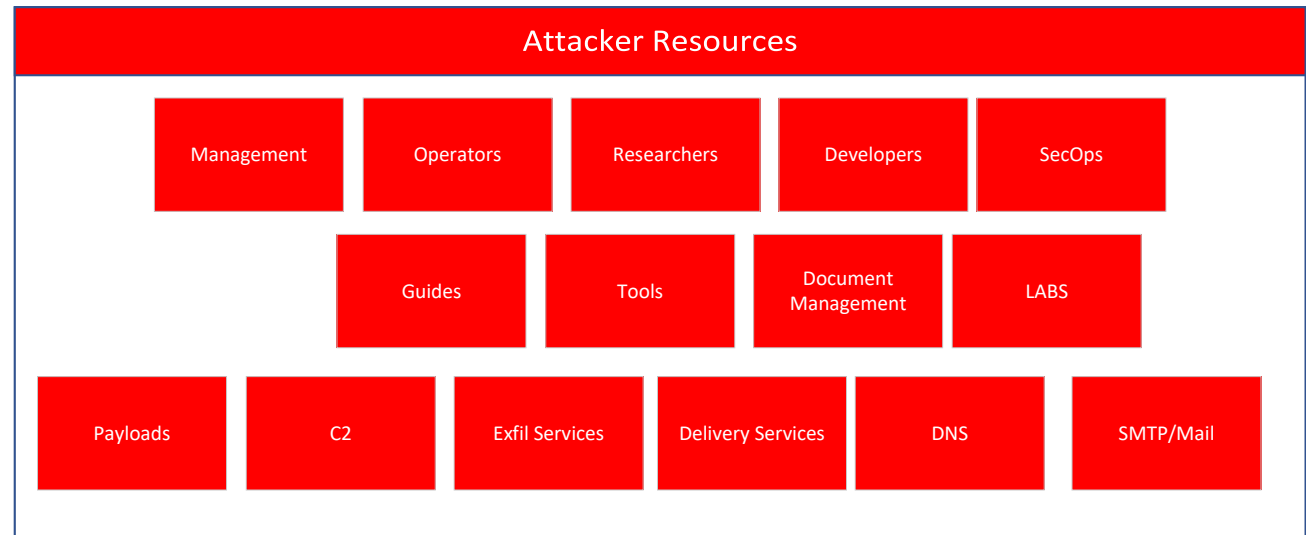 Attacker Resources
Management
Operators
Researchers
Developers
SecOps
Guides
Tools
Document
Management
LABS
Payloads
C2
Exfil Services
Delivery Services
DNS
SMTP/Mail